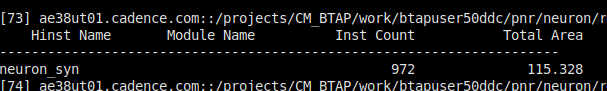 [73] ae38ut01.cadence.com::/projects/CM_BTAP/work/btapuser50ddc/pnr/neuron/r
Hinst Name Module Name Inst Count Total Area
--------------------------------------------------------------------
neuron_syn 972 115.328
[74] ae38ut01.cadence.com::/projects/CM_BTAP/work/btapuser50ddc/pnr/neuron/r